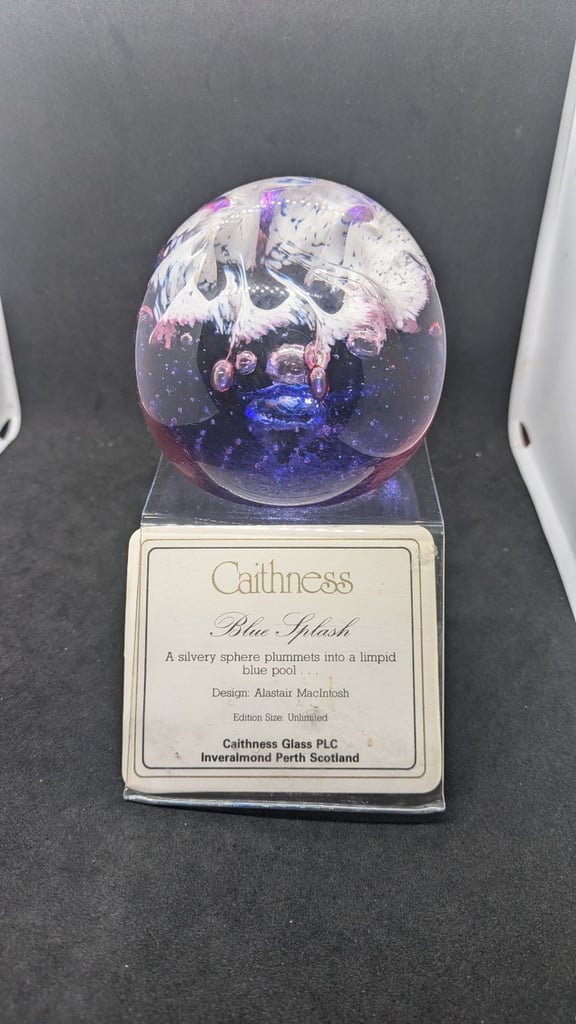 Caithness
Blue Splash
A silvery sphere plummets into a limpid
blue pool . . .
Design: Alastair MacIntosh
Edition Size: Unlimited
Caithness Glass PLC
Inveralmond Perth Scotland